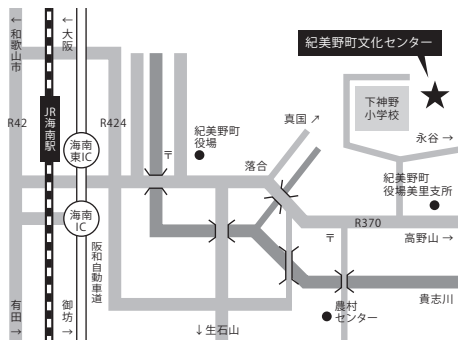 ← 和歌山市
← 大阪
紀美野町文化センター
R42
JR海南駅
R424
海南
東IC
〒
紀美野町
役場
真国 ↗
下神野
小学校
永谷 →
落合
紀美野町
役場美里支所
海南
IC
阪和自動車道
R370
〒
高野山 →
有田 →
御坊 →
↓生石山
農村
センター
貴志川